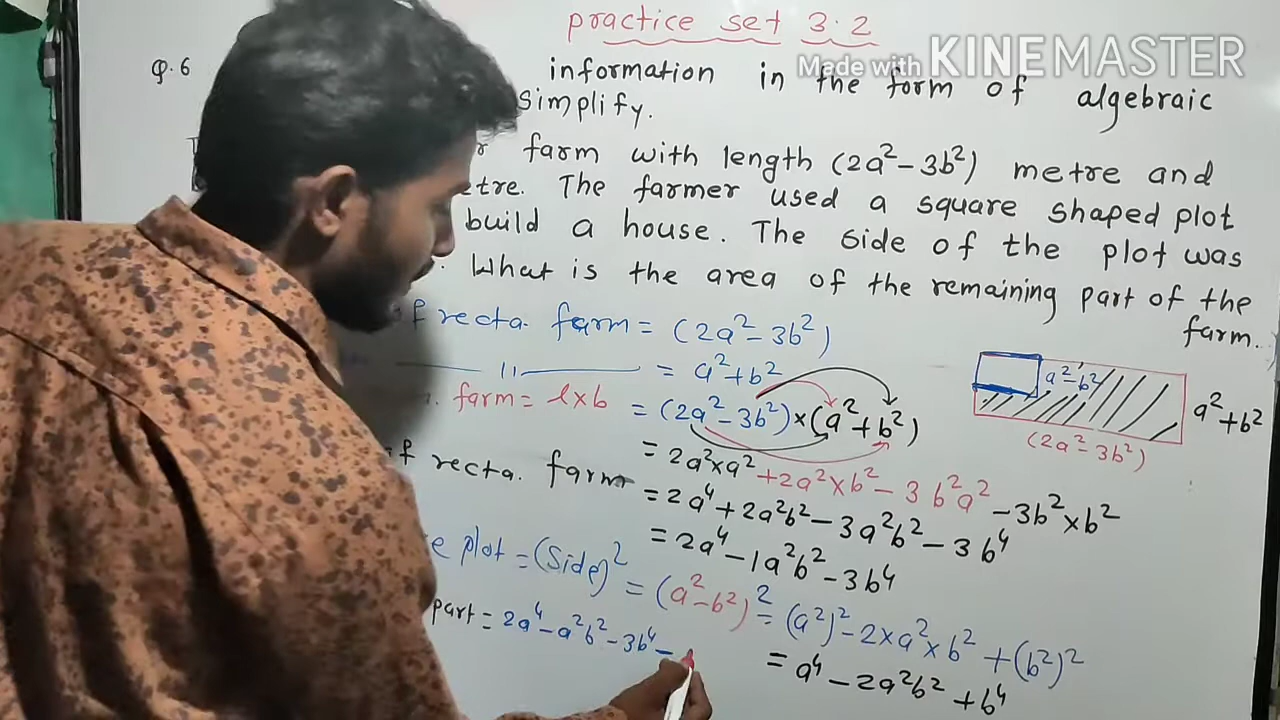 practice set 3.2
Made with KINEMASTER
Q.6 information in the form of algebraic
simplify.
farm with length (2a²-3b²) metre and
etre. The farmer used a square shaped plot
build a house. The side of the plot was
. What is the area of the remaining part of the
farm.
f recta. farm = (2a²-3b²)
〃 = a²+b²
farm = l×b = (2a²-3b²)×(a²+b²)
= 2a²×a²+2a²×b²-3b²a²-3b²×b²
f recta. farm = 2a⁴+2a²b²-3a²b²-3b⁴
= 2a⁴-1a²b²-3b⁴
e plot = (Side)² = (a²-b²)² = (a²)²-2×a²×b²+(b²)²
= a⁴-2a²b²+b⁴
part = 2a⁴-a²b²-3b⁴-
a²-b²
a²+b²
(2a²-3b²)